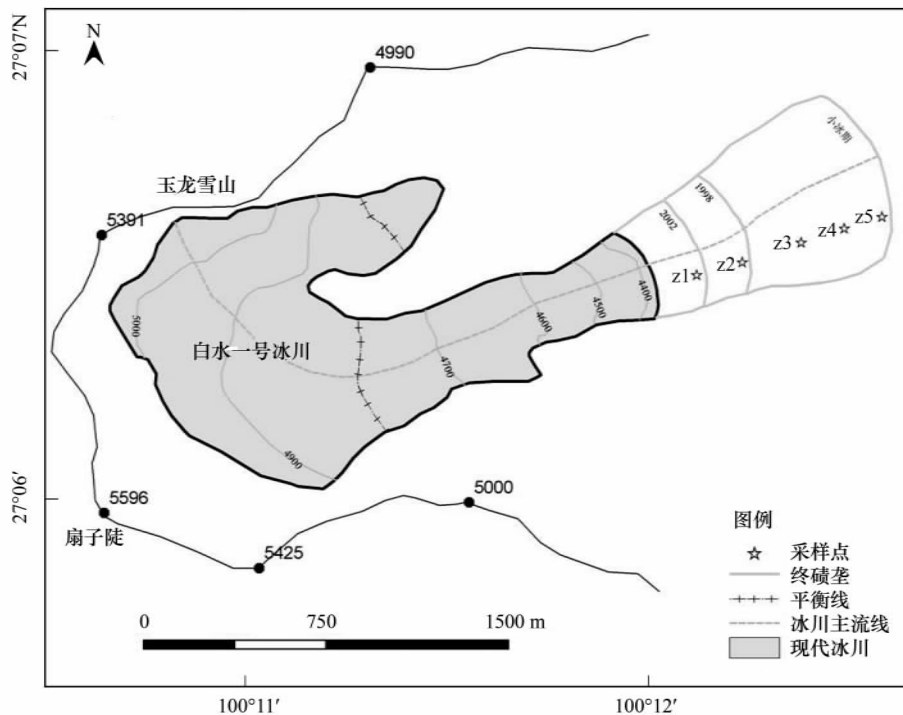 27°07′N
N
4990
小冰期
玉龙雪山
1998
2002
5391
z5
z4
z3
z2
z1
5000
4400
4500
4600
白水一号冰川
4700
4900
27°06′
5596
5000
扇子陡
5425
图例
采样点
终碛垄
平衡线
冰川主流线
现代冰川
0 750 1500 m
100°11′ 100°12′